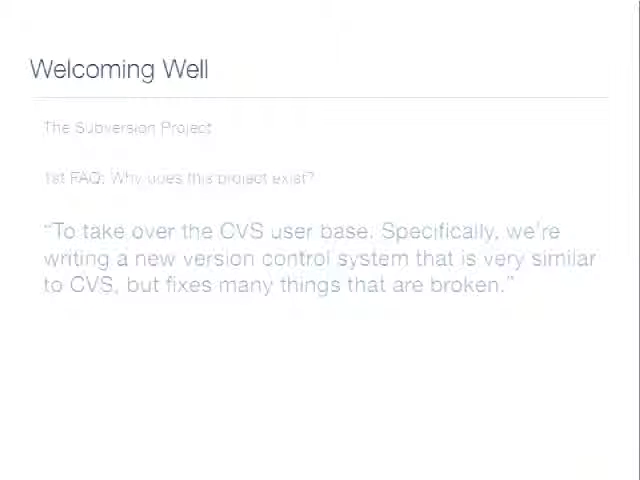 Welcoming Well
The Subversion Project
1st FAQ: Why does this project exist?
“To take over the CVS user base. Specifically, we’re
writing a new version control system that is very similar
to CVS, but fixes many things that are broken.”